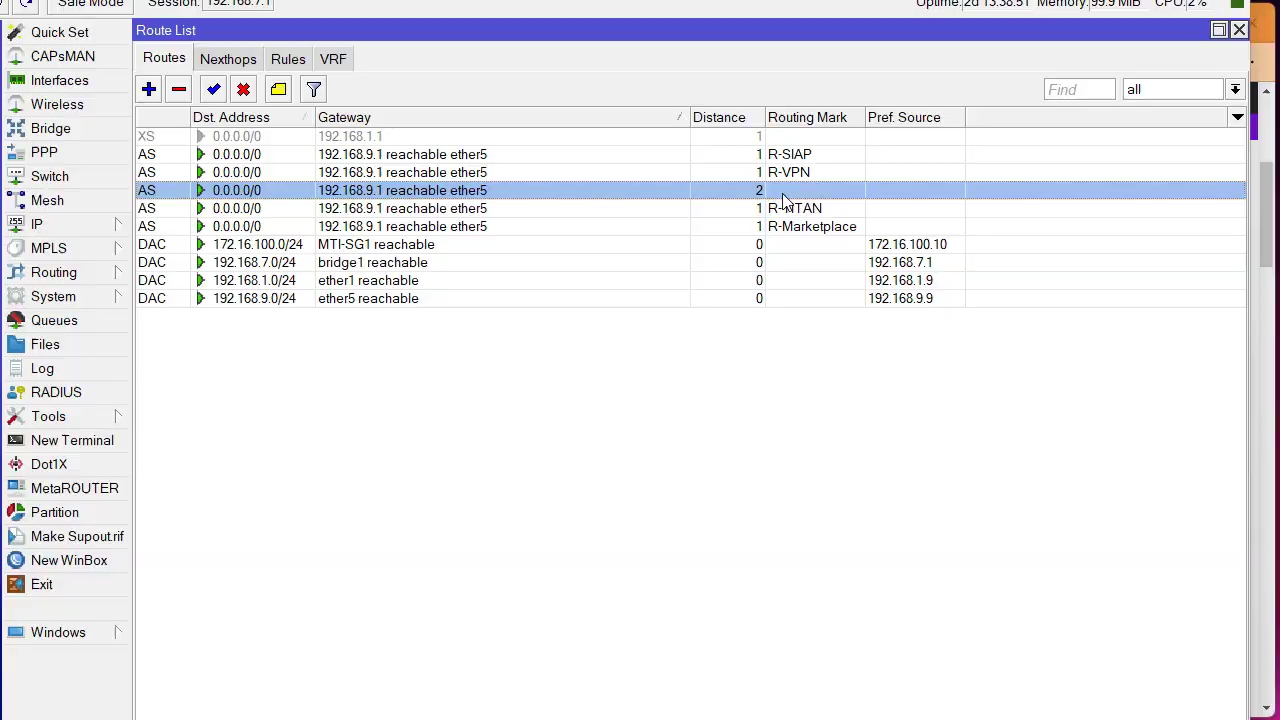 Safe Mode Session: 192.168.7.1 Uptime: 2d 13:38:51 Memory: 99.9 MiB CPU: 2%
Route List
Quick Set
CAPsMAN
Interfaces
Wireless
Bridge
PPP
Switch
Mesh
IP
MPLS
Routing
System
Queues
Files
Log
RADIUS
Tools
New Terminal
Dot1X
MetaROUTER
Partition
Make Supout.rif
New WinBox
Exit
Windows
Routes Nexthops Rules VRF
Find all
Dst. Address Gateway Distance Routing Mark Pref. Source
XS 0.0.0.0/0 192.168.1.1 1
AS 0.0.0.0/0 192.168.9.1 reachable ether5 1 R-SIAP
AS 0.0.0.0/0 192.168.9.1 reachable ether5 1 R-VPN
AS 0.0.0.0/0 192.168.9.1 reachable ether5 2
AS 0.0.0.0/0 192.168.9.1 reachable ether5 1
AS 0.0.0.0/0 192.168.9.1 reachable ether5 1 R-Marketplace
DAC 172.16.100.0/24 MTI-SG1 reachable 0 172.16.100.10
DAC 192.168.7.0/24 bridge1 reachable 0 192.168.7.1
DAC 192.168.1.0/24 ether1 reachable 0 192.168.1.9
DAC 192.168.9.0/24 ether5 reachable 0 192.168.9.9